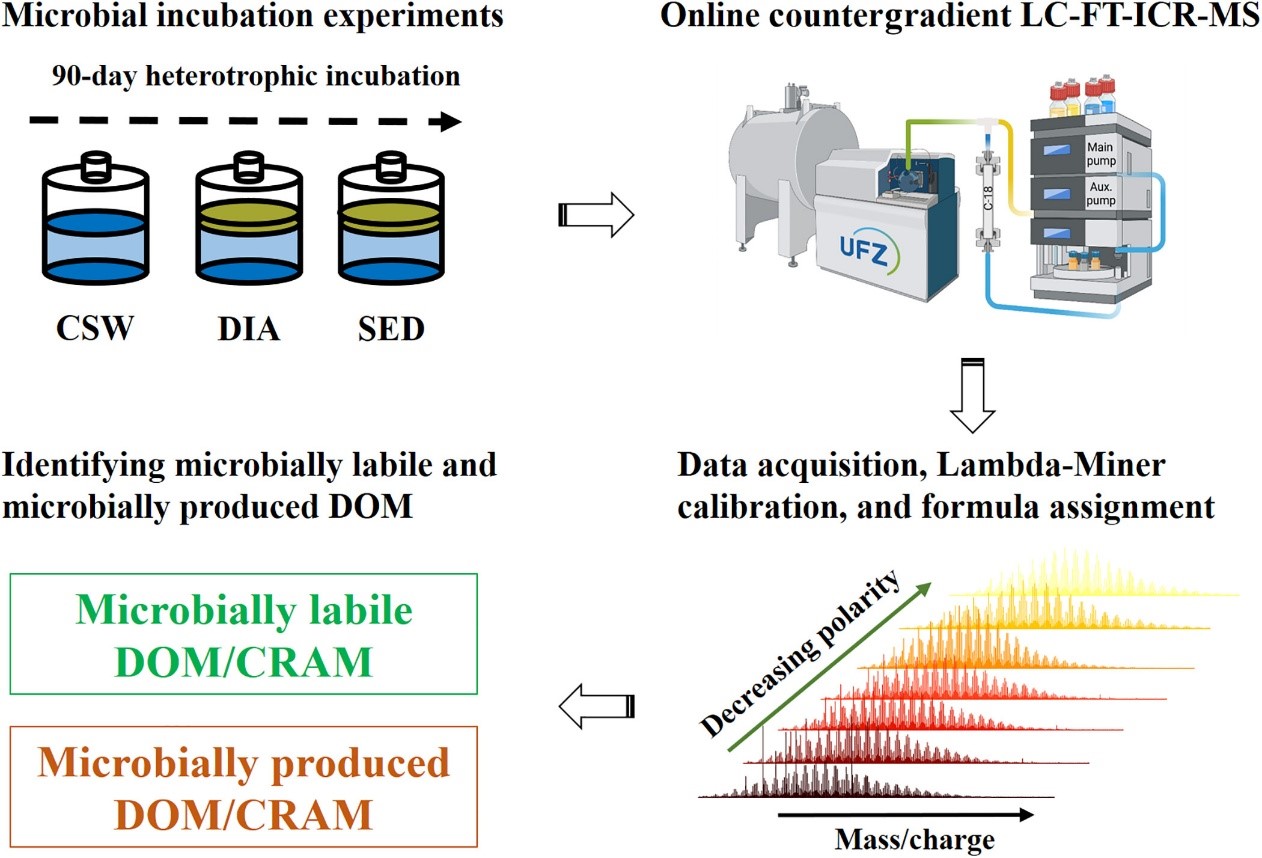 Microbial incubation experiments
90-day heterotrophic incubation
CSW
DIA
SED
Online countergradient LC-FT-ICR-MS
Main
pump
Aux.
pump
C-18
UFZ
Data acquisition, Lambda-Miner
calibration, and formula assignment
Decreasing polarity
Mass/charge
Identifying microbially labile and
microbially produced DOM
Microbially labile
DOM/CRAM
Microbially produced
DOM/CRAM